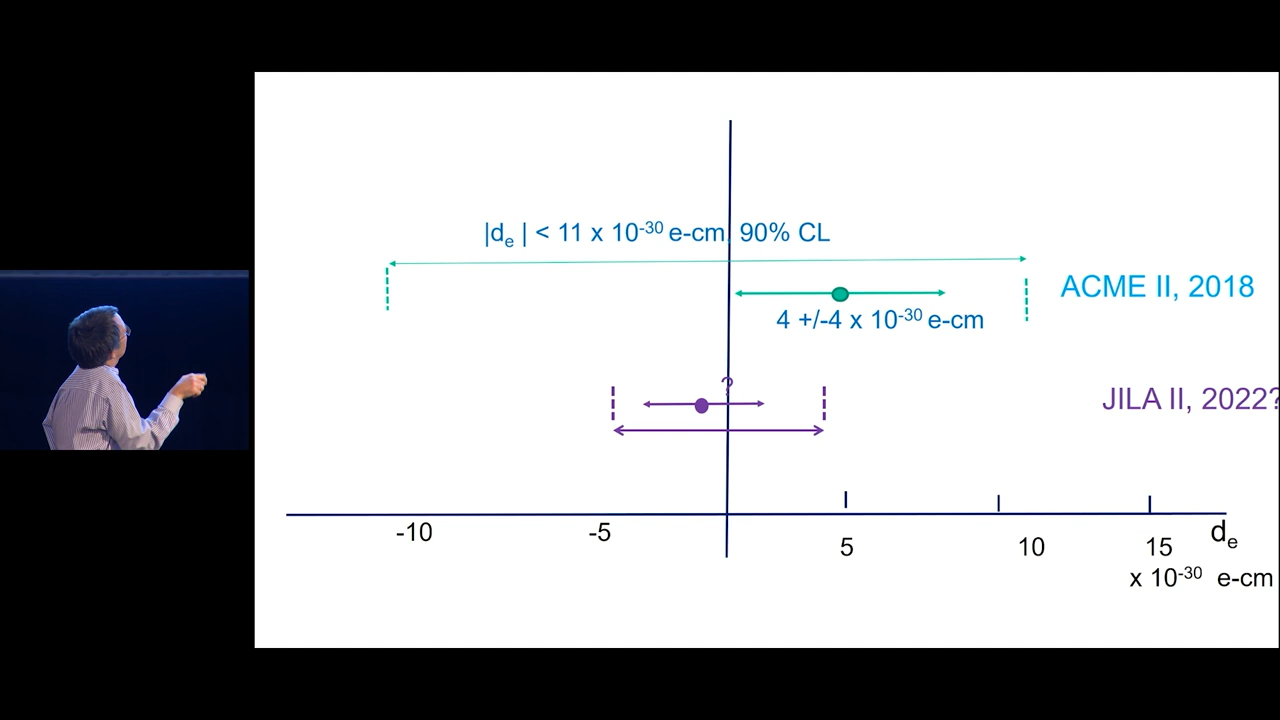 |dₑ | < 11 x 10⁻³⁰ e-cm, 90% CL
ACME II, 2018
4 +/-4 x 10⁻³⁰ e-cm
?
JILA II, 2022?
-10
-5
5
10
15
dₑ
x 10⁻³⁰ e-cm